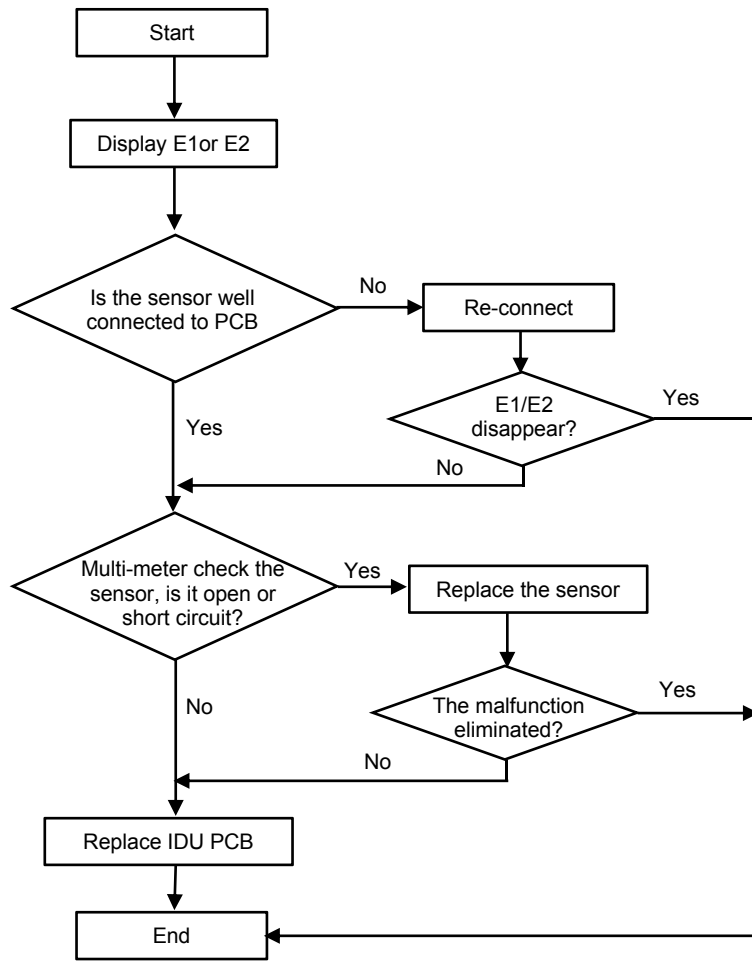 Start
Display E1or E2
Is the sensor well
connected to PCB
No
Re-connect
E1/E2
disappear?
Yes
Yes
No
Multi-meter check the
sensor, is it open or
short circuit?
Yes
Replace the sensor
The malfunction
eliminated?
Yes
No
No
Replace IDU PCB
End